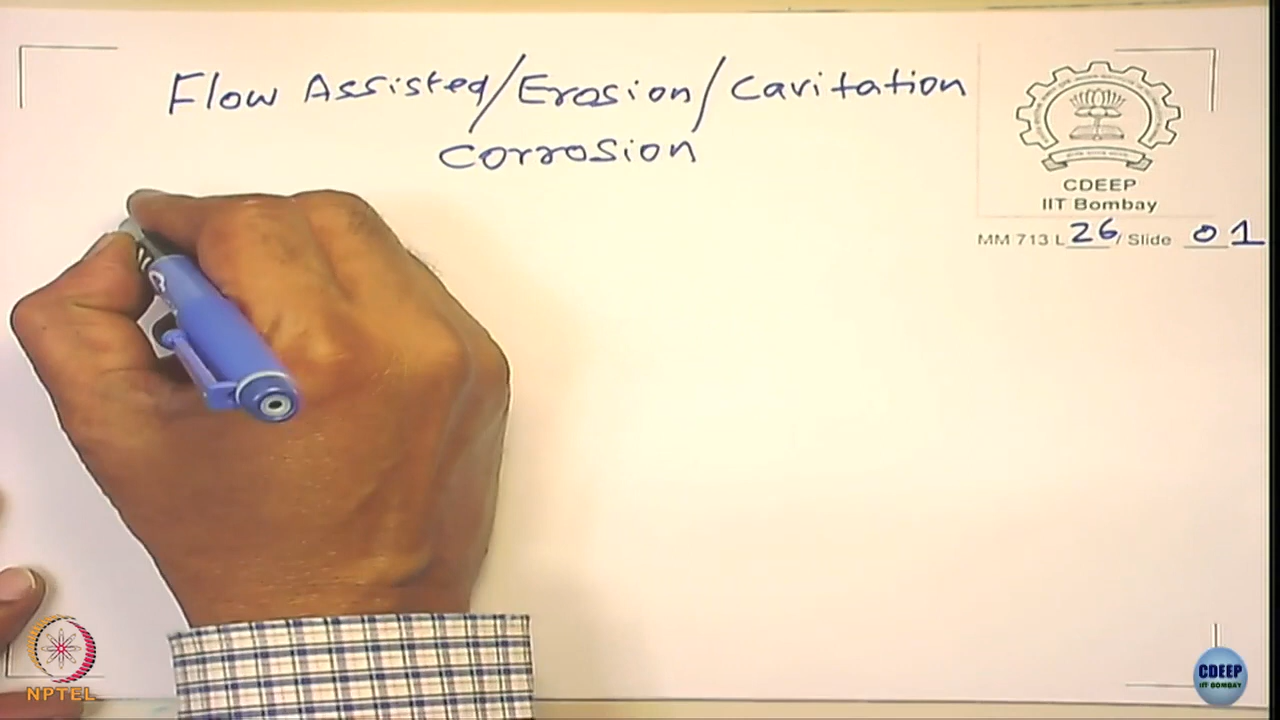 Flow Assisted/Erosion/Cavitation
Corrosion
CDEEP
IIT Bombay
MM 713 L 26 / Slide 01
NPTEL
CDEEP
IIT BOMBAY